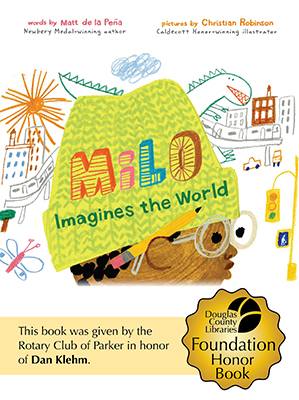 words by Matt de la Peña
Newbery Medal-winning author
pictures by Christian Robinson
Caldecott Honor-winning illustrator
MiLO
Imagines the World
This book was given by the
Rotary Club of Parker in honor
of Dan Klehm.
Douglas
County
Libraries
Foundation
Honor
Book